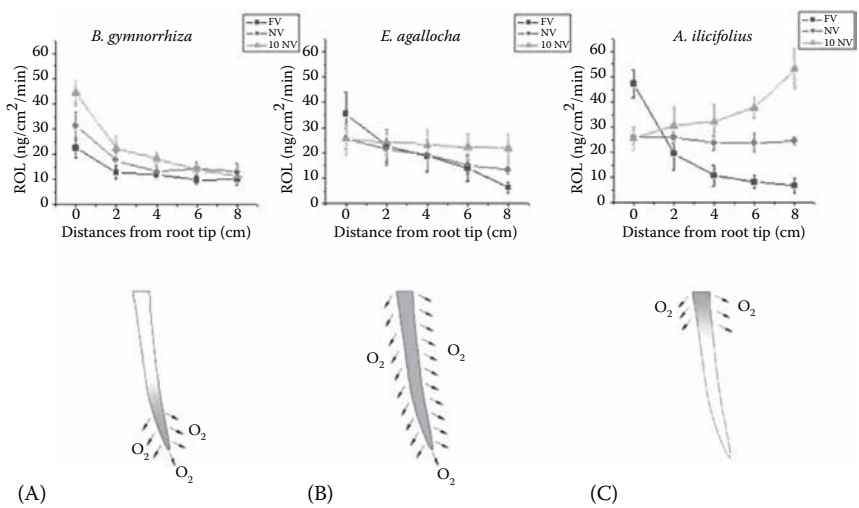 B. gymnorrhiza
FV
NV
10 NV
ROL (ng/cm²/min)
60
50
40
30
20
10
0
0 2 4 6 8
Distances from root tip (cm)
E. agallocha
FV
NV
10 NV
ROL (ng/cm²/min)
60
50
40
30
20
10
0
0 2 4 6 8
Distance from root tip (cm)
A. ilicifolius
FV
NV
10 NV
ROL (ng/cm²/min)
60
50
40
30
20
10
0
0 2 4 6 8
Distance from root tip (cm)
O₂
O₂
O₂
(A)
O₂
O₂
O₂
(B)
O₂
O₂
(C)